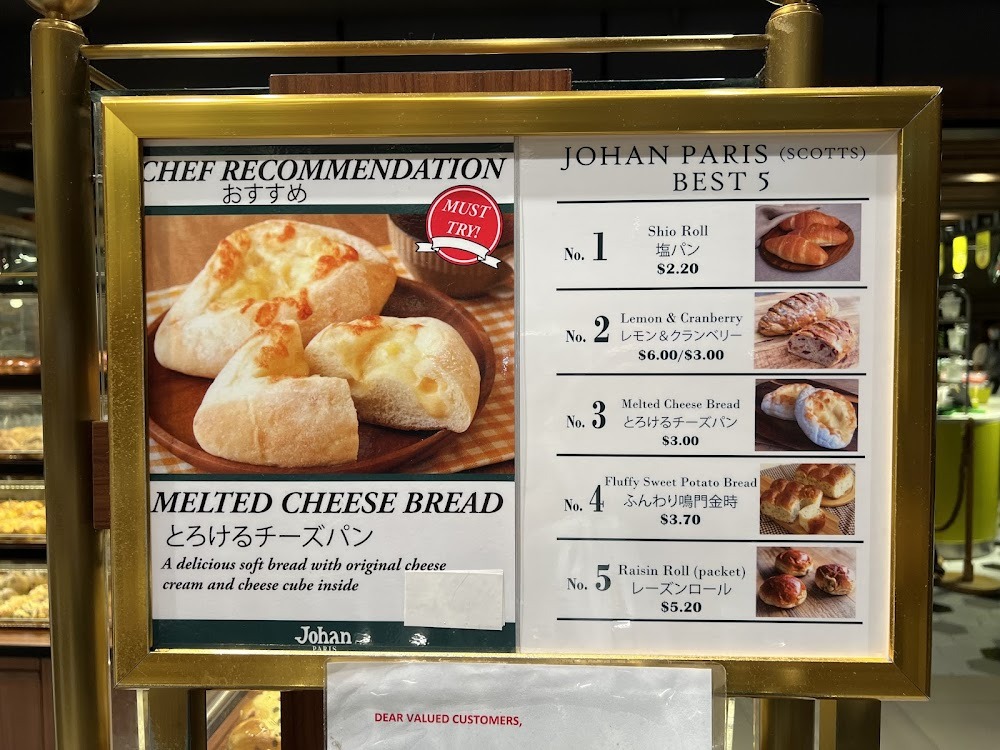 CHEF RECOMMENDATION
おすすめ
MUST
TRY!
MELTED CHEESE BREAD
とろけるチーズパン
A delicious soft bread with original cheese
cream and cheese cube inside
Johan
PARIS
JOHAN PARIS (SCOTTS)
BEST 5
No. 1
Shio Roll
塩パン
$2.20
No. 2
Lemon & Cranberry
レモン＆クランベリー
$6.00/$3.00
No. 3
Melted Cheese Bread
とろけるチーズパン
$3.00
No. 4
Fluffy Sweet Potato Bread
ふんわり鳴門金時
$3.70
No. 5
Raisin Roll (packet)
レーズンロール
$5.20
DEAR VALUED CUSTOMERS,